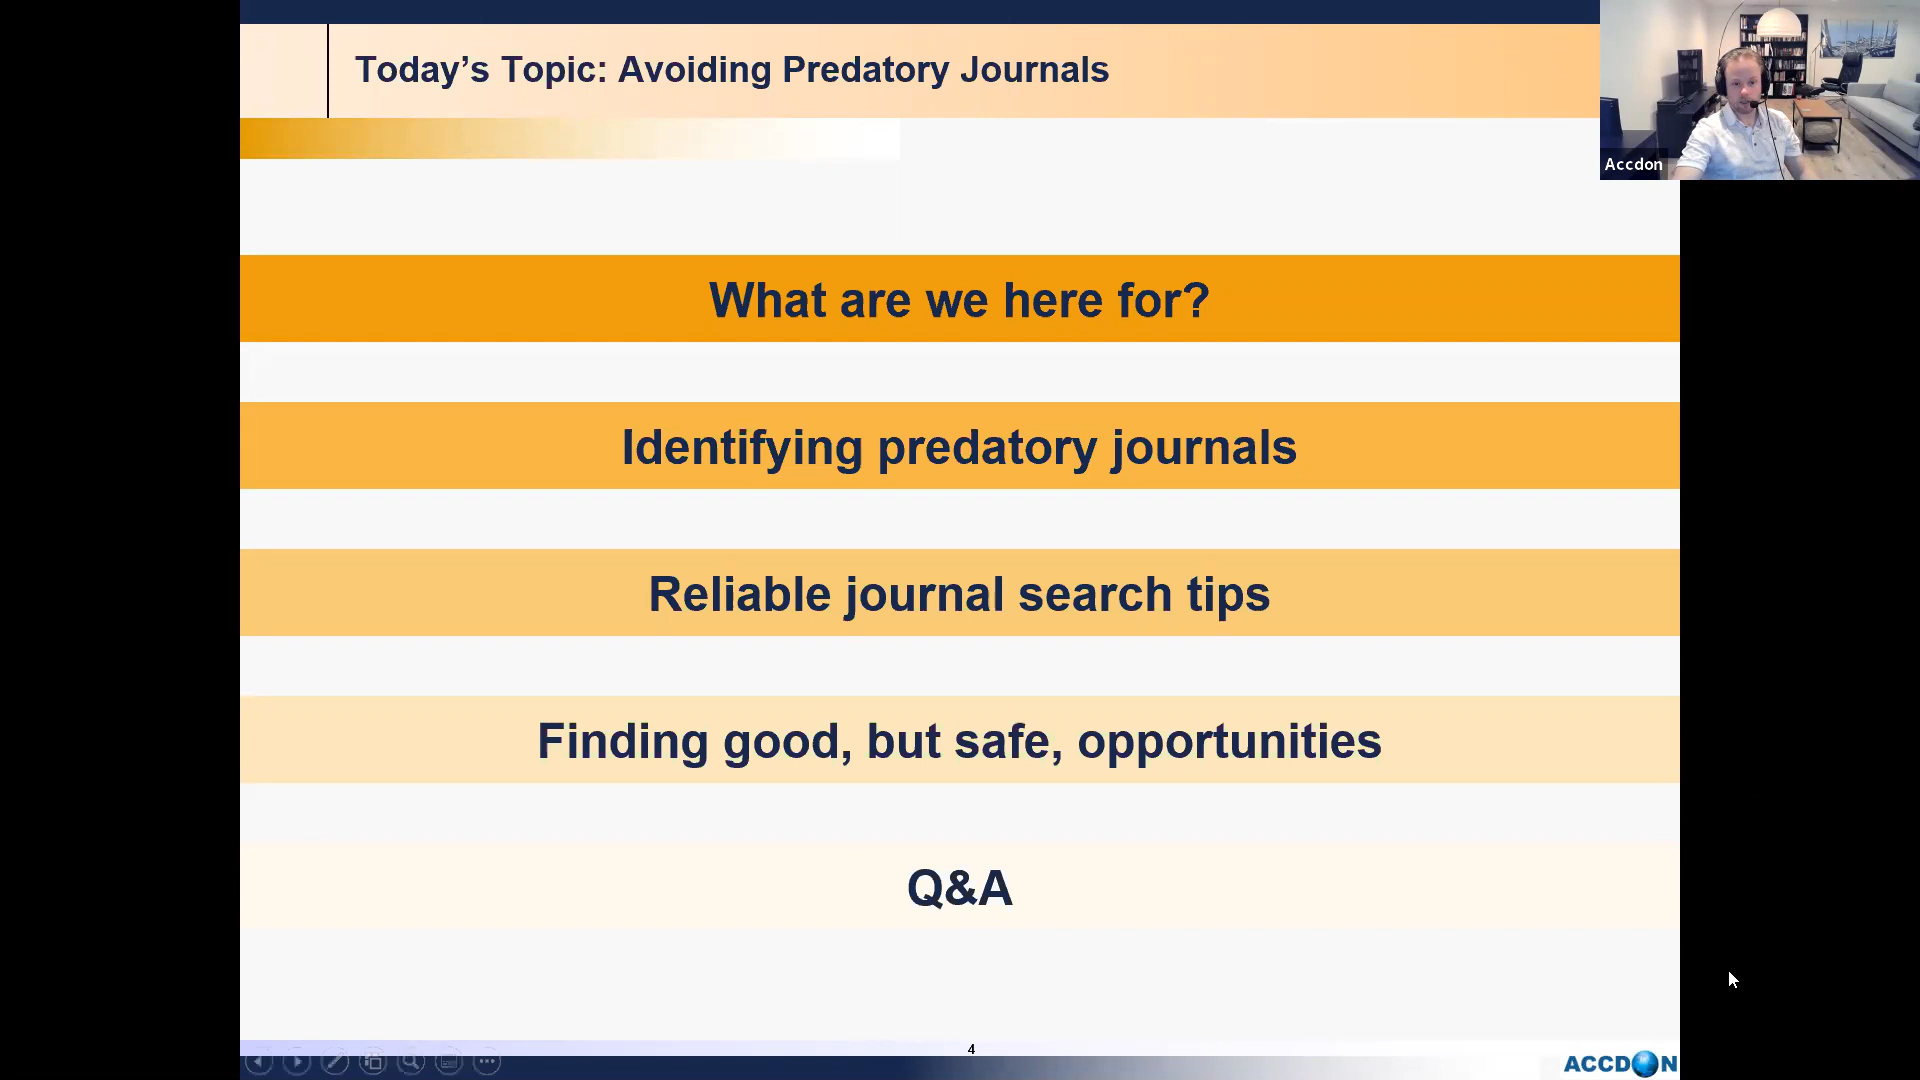 Today’s Topic: Avoiding Predatory Journals
Accdon
What are we here for?
Identifying predatory journals
Reliable journal search tips
Finding good, but safe, opportunities
Q&A
4
ACCDON